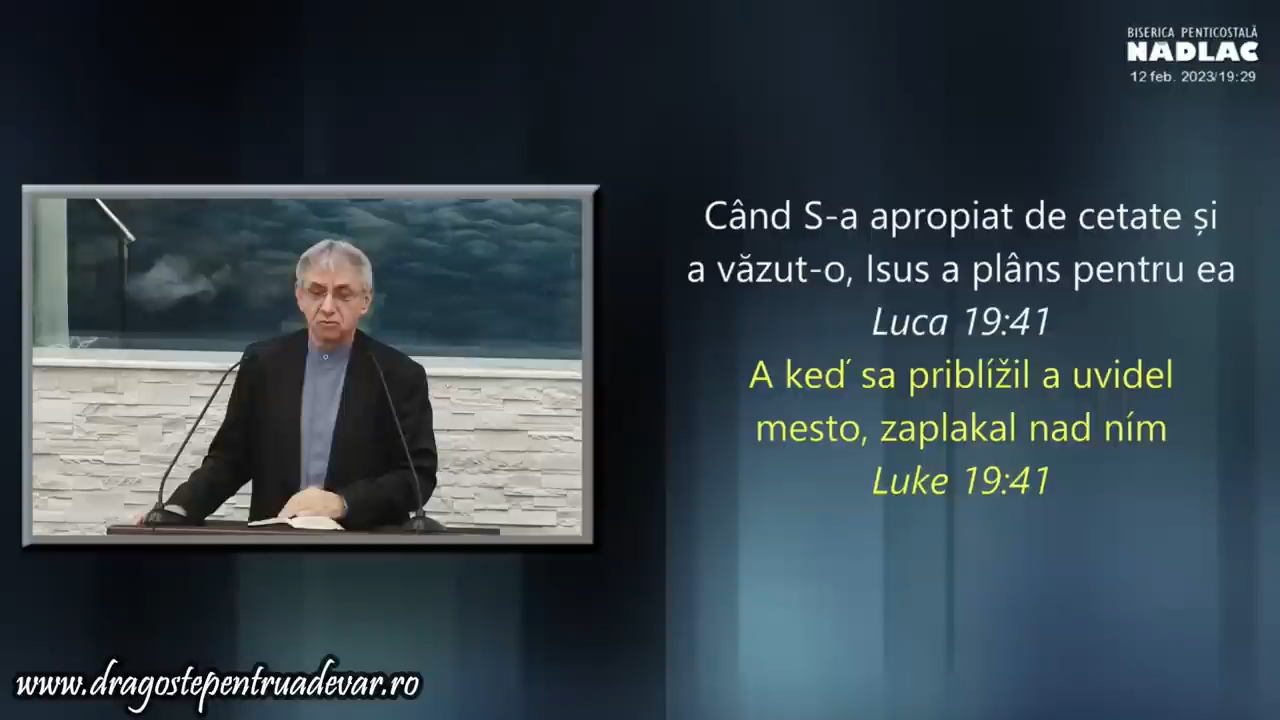 BISERICA PENTICOSTALĂ
NĂDLAC
12 feb. 2023/19:29
Când S-a apropiat de cetate și
a văzut-o, Isus a plâns pentru ea
Luca 19:41
A keď sa priblížil a uvidel
mesto, zaplakal nad ním
Luke 19:41
www.dragostepentruadevar.ro